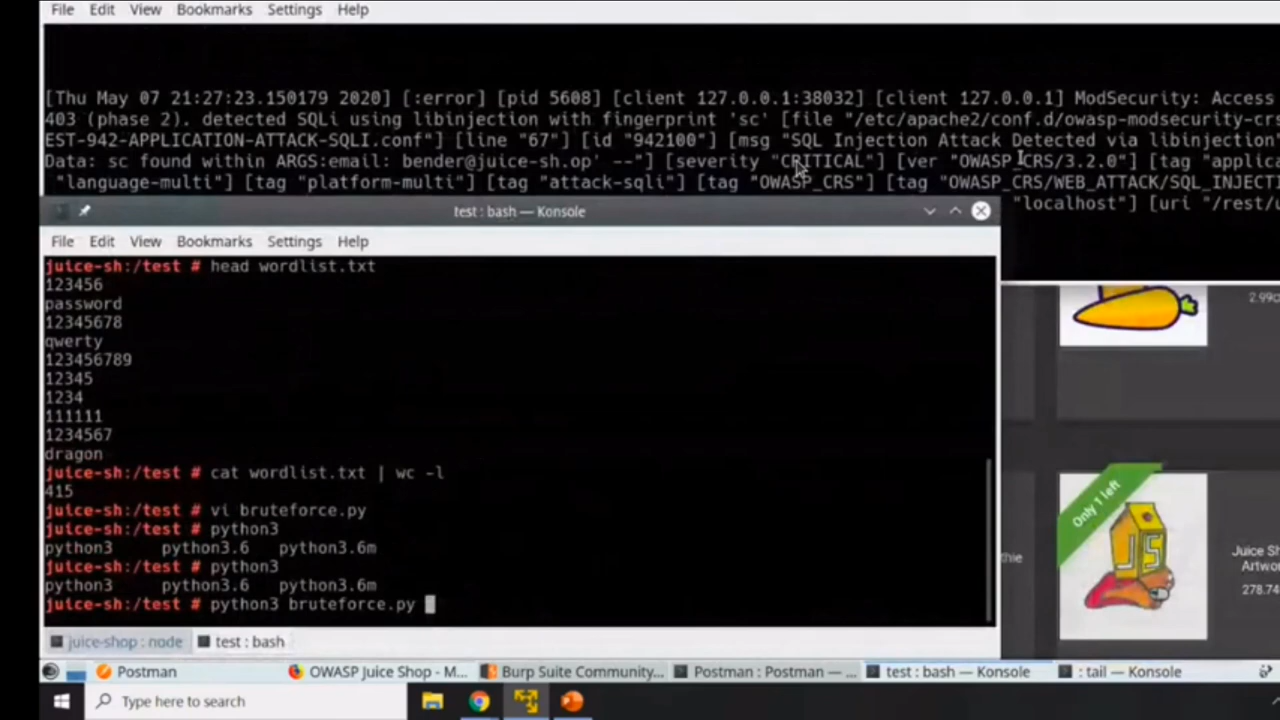 File Edit View Bookmarks Settings Help
[Thu May 07 21:27:23.150179 2020] [:error] [pid 5608] [client 127.0.0.1:38032] [client 127.0.0.1] ModSecurity: Access
403 (phase 2). detected SQLi using libinjection with fingerprint 'sc' [file "/etc/apache2/conf.d/owasp-modsecurity-crs
EST-942-APPLICATION-ATTACK-SQLI.conf"] [line "67"] [id "942100"] [msg "SQL Injection Attack Detected via libinjection"
Data: sc found within ARGS:email: bender@juice-sh.op' --"] [severity "CRITICAL"] [ver "OWASP_CRS/3.2.0"] [tag "applica
"language-multi"] [tag "platform-multi"] [tag "attack-sqli"] [tag "OWASP_CRS"] [tag "OWASP_CRS/WEB_ATTACK/SQL_INJECTI
"localhost"] [uri "/rest/u
test : bash — Konsole
File Edit View Bookmarks Settings Help
juice-sh:/test # head wordlist.txt
123456
password
12345678
qwerty
123456789
12345
1234
111111
1234567
dragon
juice-sh:/test # cat wordlist.txt | wc -l
415
juice-sh:/test # vi bruteforce.py
juice-sh:/test # python3
python3 python3.6 python3.6m
juice-sh:/test # python3
python3 python3.6 python3.6m
juice-sh:/test # python3 bruteforce.py
2.99¤
Only 1 left
JS
thie
Juice Sh
Artwo
278.74
juice-shop : node test : bash
Postman OWASP Juice Shop - M... Burp Suite Community... Postman : Postman — ... test : bash — Konsole : tail — Konsole
Type here to search